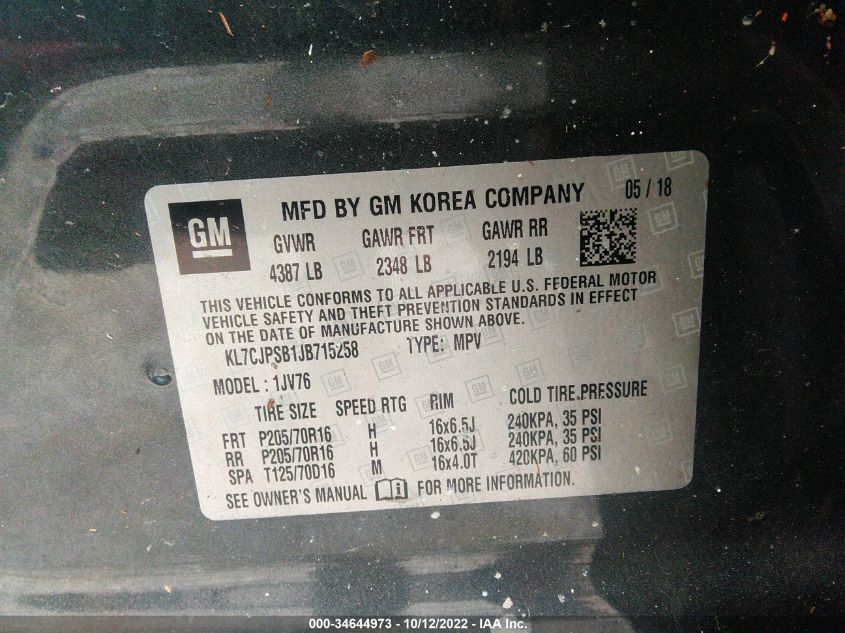 GM
MFD BY GM KOREA COMPANY 05 / 18
GVWR GAWR FRT GAWR RR
4387 LB 2348 LB 2194 LB
THIS VEHICLE CONFORMS TO ALL APPLICABLE U.S. FEDERAL MOTOR
VEHICLE SAFETY AND THEFT PREVENTION STANDARDS IN EFFECT
ON THE DATE OF MANUFACTURE SHOWN ABOVE.
KL7CJPSB1JB715258 TYPE: MPV
MODEL : 1JV76
TIRE SIZE SPEED RTG RIM COLD TIRE PRESSURE
FRT P205/70R16 H 16x6.5J 240KPA, 35 PSI
RR P205/70R16 H 16x6.5J 240KPA, 35 PSI
SPA T125/70D16 M 16x4.0T 420KPA, 60 PSI
SEE OWNER'S MANUAL FOR MORE INFORMATION.
000-34644973 - 10/12/2022 - IAA Inc.